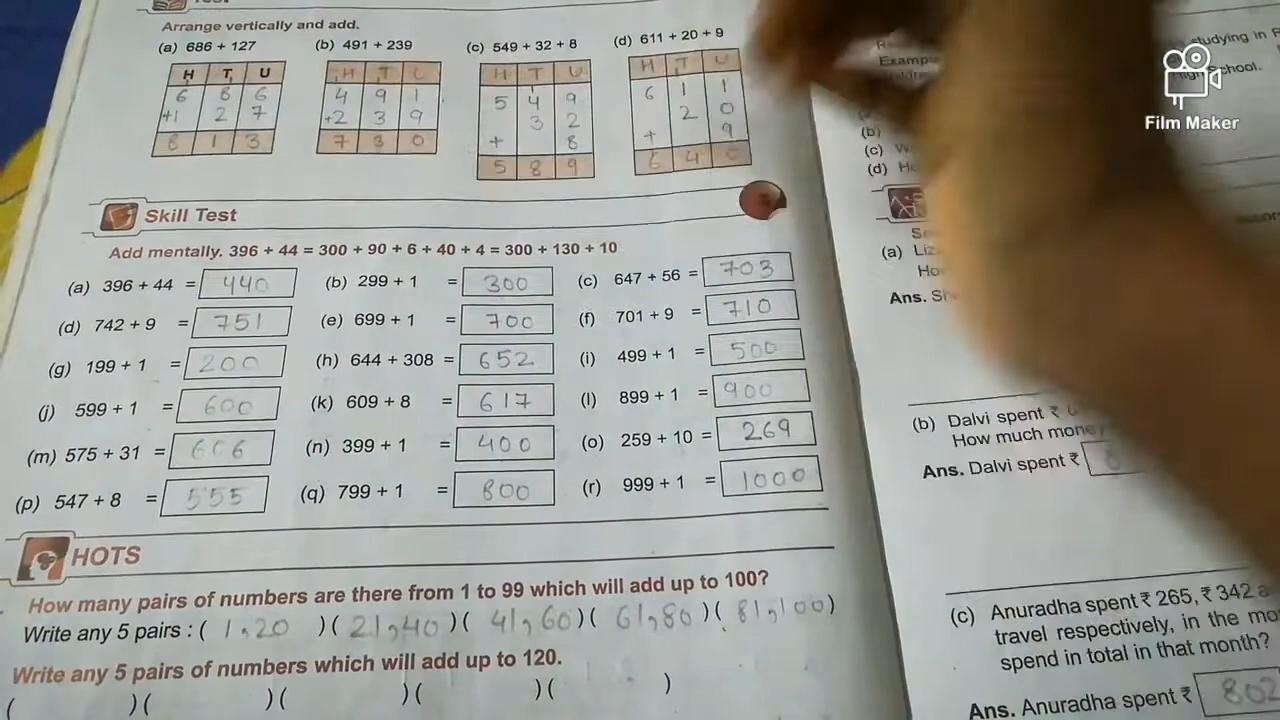 Arrange vertically and add.
(a) 686 + 127 (b) 491 + 239 (c) 549 + 32 + 8 (d) 611 + 20 + 9
H T U H T U H T U H T U
6 8 6 4 9 1 5 4 9 6 1 1
+1 2 7 +2 3 9 3 2 2 0
+ 8 + 9
8 1 3 7 3 0 5 8 9 6 4 0
Skill Test
Add mentally. 396 + 44 = 300 + 90 + 6 + 40 + 4 = 300 + 130 + 10
(a) 396 + 44 = 440 (b) 299 + 1 = 300 (c) 647 + 56 = 703
(d) 742 + 9 = 751 (e) 699 + 1 = 700 (f) 701 + 9 = 710
(g) 199 + 1 = 200 (h) 644 + 308 = 652 (i) 499 + 1 = 500
(j) 599 + 1 = 600 (k) 609 + 8 = 617 (l) 899 + 1 = 900
(m) 575 + 31 = 606 (n) 399 + 1 = 400 (o) 259 + 10 = 269
(p) 547 + 8 = 555 (q) 799 + 1 = 800 (r) 999 + 1 = 1000
HOTS
How many pairs of numbers are there from 1 to 99 which will add up to 100?
Write any 5 pairs : ( 1,20 ) ( 21,40 ) ( 41,60 ) ( 61,80 ) ( 81,100 )
Write any 5 pairs of numbers which will add up to 120.
( ) ( ) ( ) ( ) ( )
studying in
School.
(b)
(c)
(d)
(a)
Ans.
(b) Dalvi spent ₹
How much money
Ans. Dalvi spent ₹
(c) Anuradha spent ₹ 265, ₹ 342
travel respectively, in the
spend in total in that month?
Ans. Anuradha spent ₹ 802
Film Maker